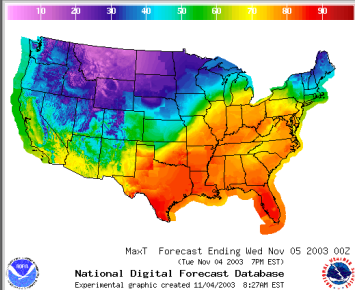 10 20 30 40 50 60 70 80 90
MaxT Forecast Ending Wed Nov 05 2003 00Z
(Tue Nov 04 2003 7PM EST)
National Digital Forecast Database
Experimental graphic created 11/04/2003 8:27AM EST
NOAA